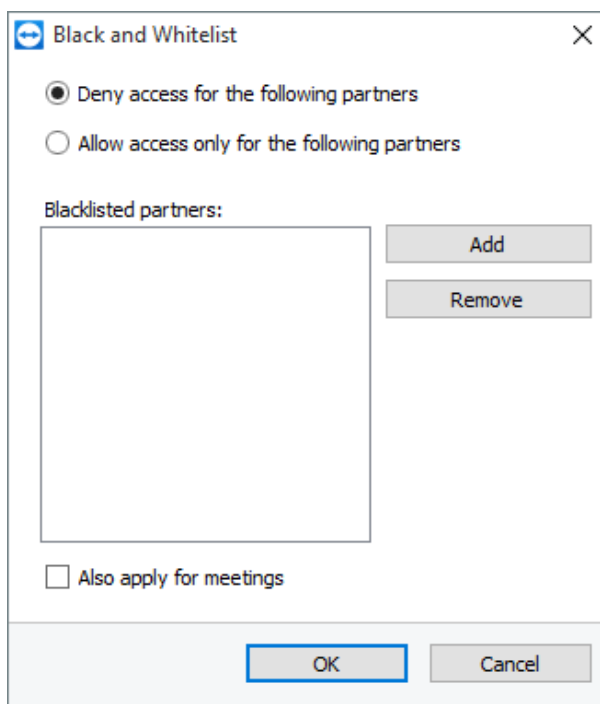 Black and Whitelist
Deny access for the following partners
Allow access only for the following partners
Blacklisted partners:
Add
Remove
Also apply for meetings
OK
Cancel